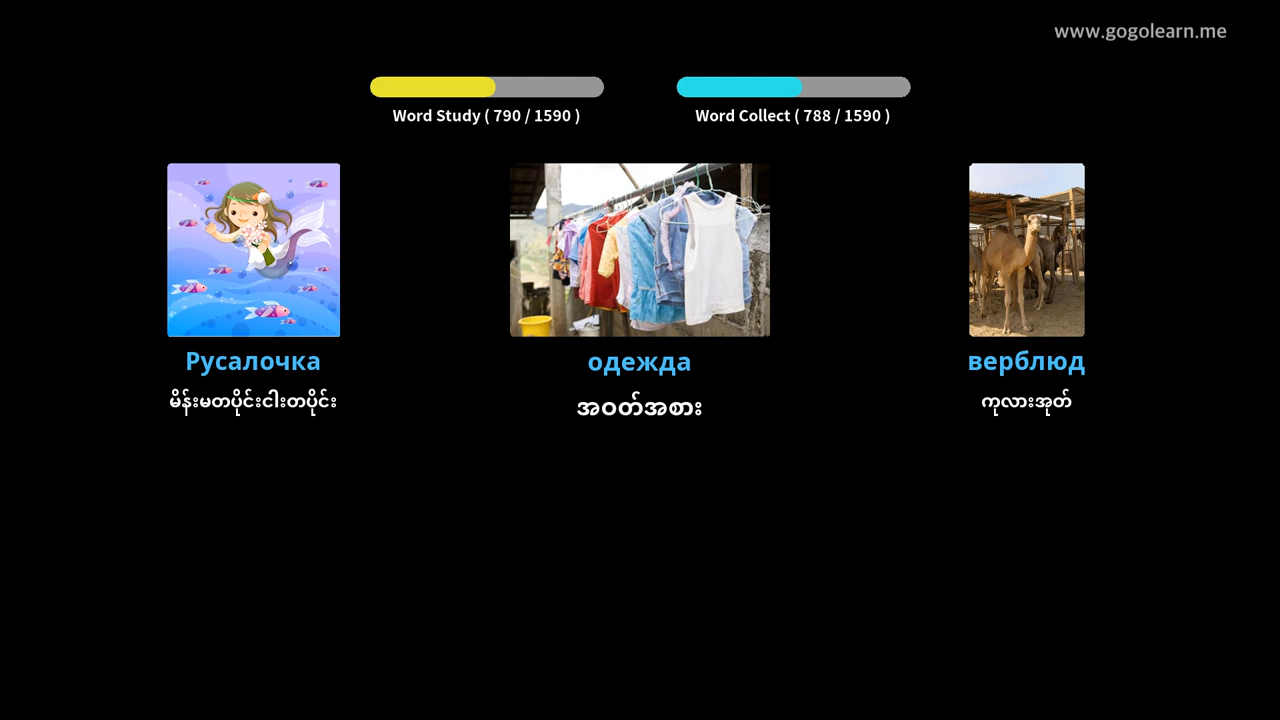 www.gogolearn.me
Word Study ( 790 / 1590 )
Word Collect ( 788 / 1590 )
Русалочка
မိန်းမတပိုင်းငါးတပိုင်း
одежда
အဝတ်အစား
верблюд
ကုလားအုတ်